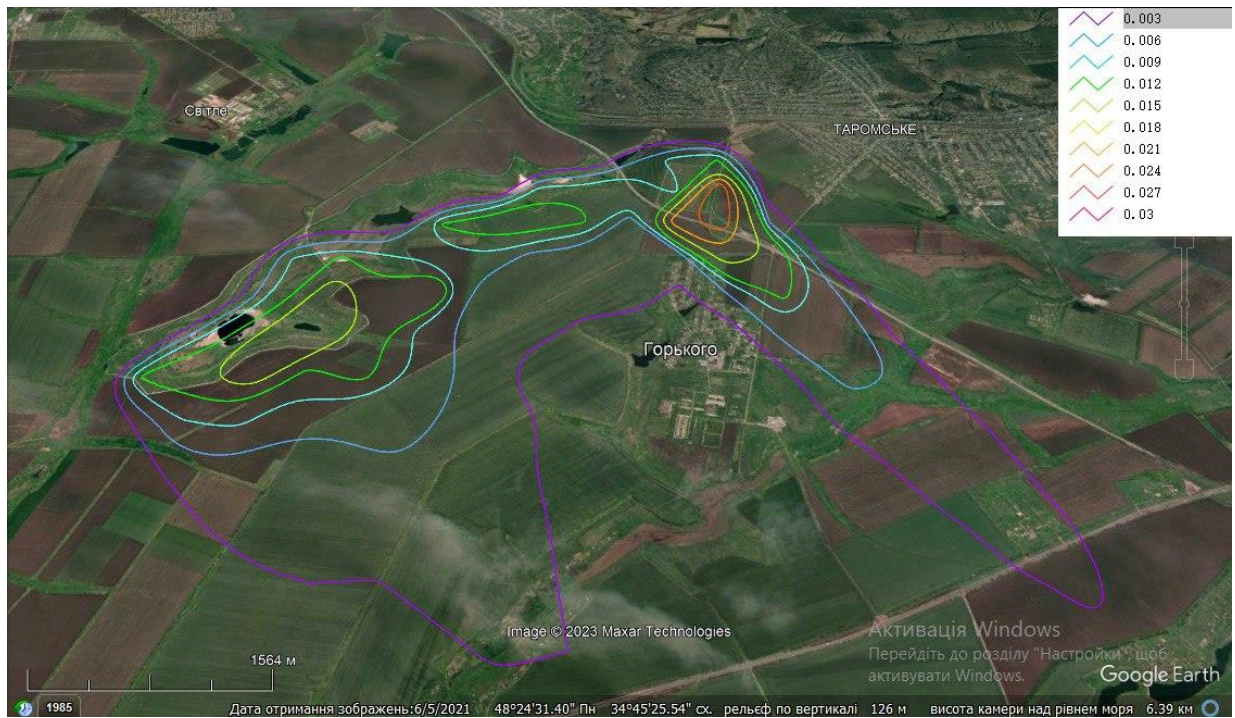 0.003
0.006
0.009
0.012
0.015
0.018
0.021
0.024
0.027
0.03
Світле
ТАРОМСЬКЕ
Горького
Image © 2023 Maxar Technologies
Активація Windows
Перейдіть до розділу "Настройки", щоб
активувати Windows.
1564 м
Google Earth
1985
Дата отримання зображень:6/5/2021 48°24'31.40" Пн 34°45'25.54" сх. рельєф по вертикалі 126 м висота камери над рівнем моря 6.39 км